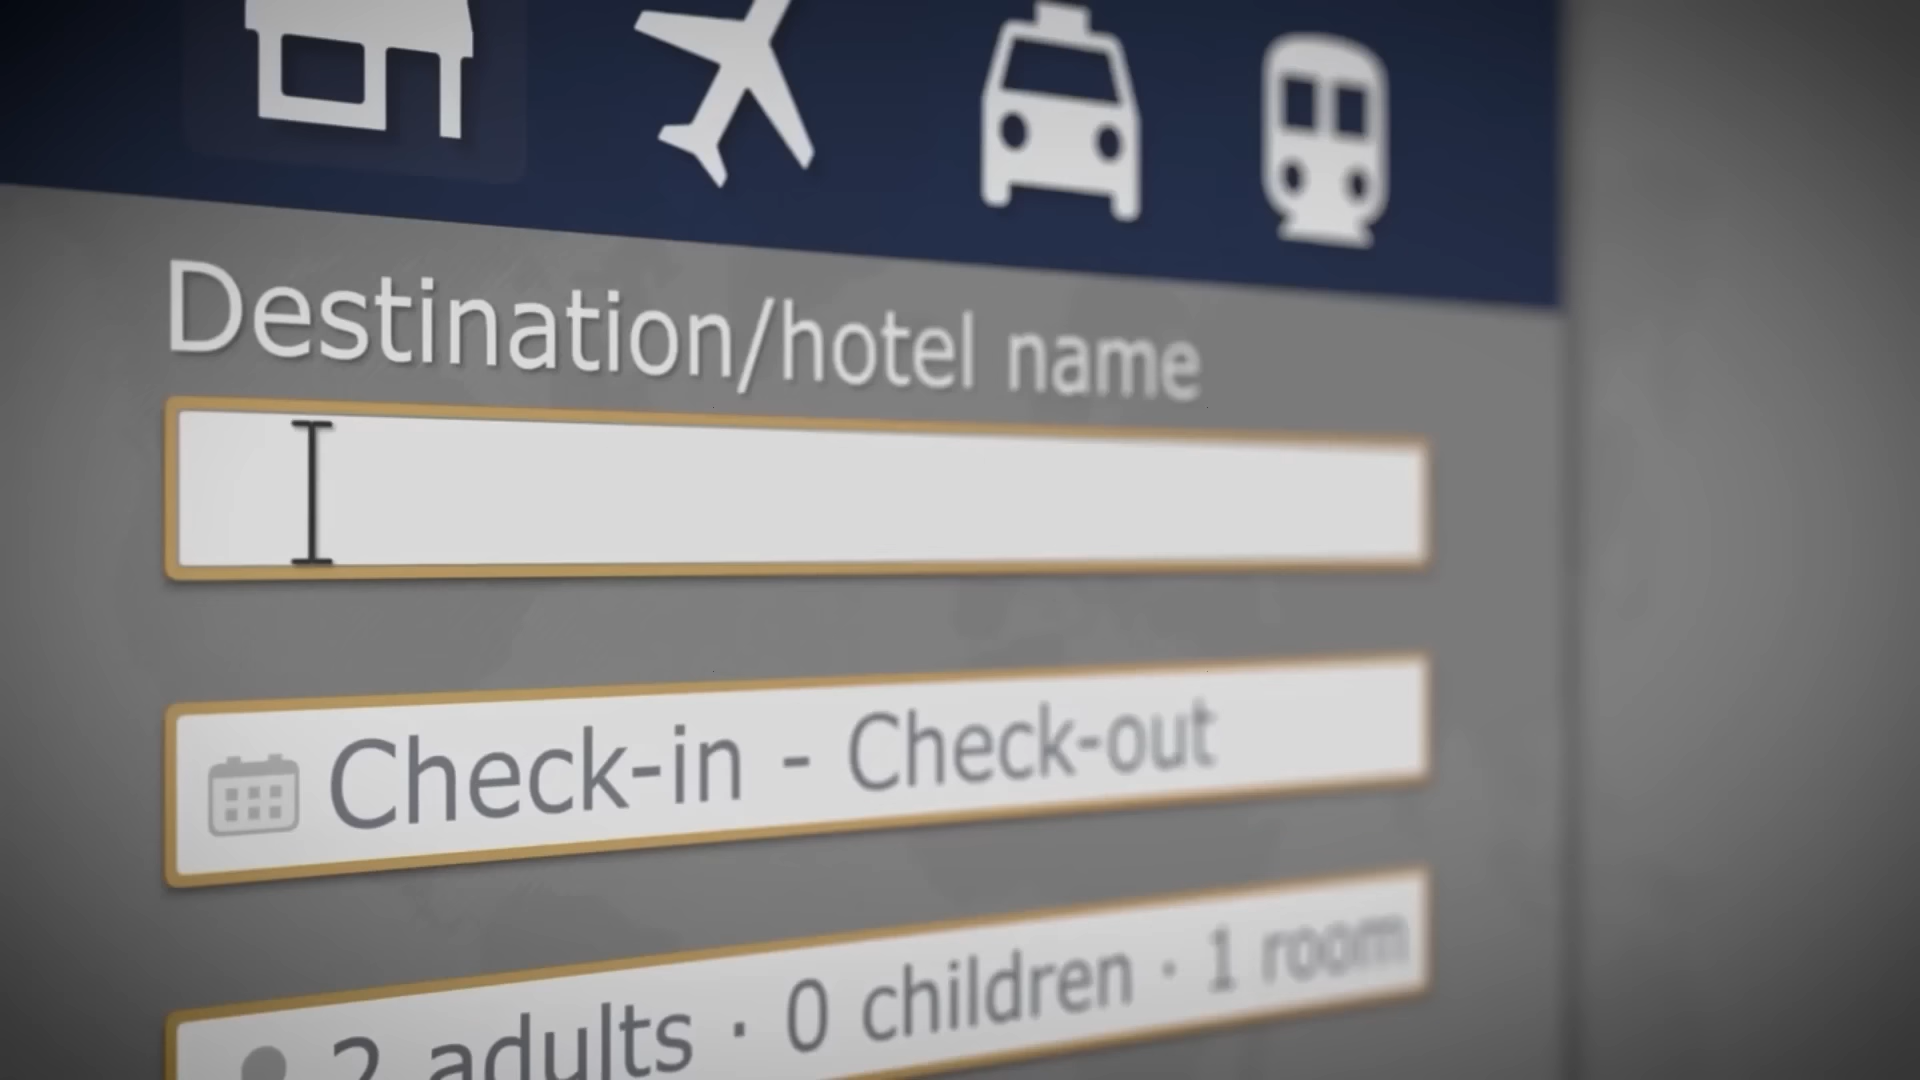 Destination/hotel name
Check-in - Check-out
2 adults · 0 children · 1 room